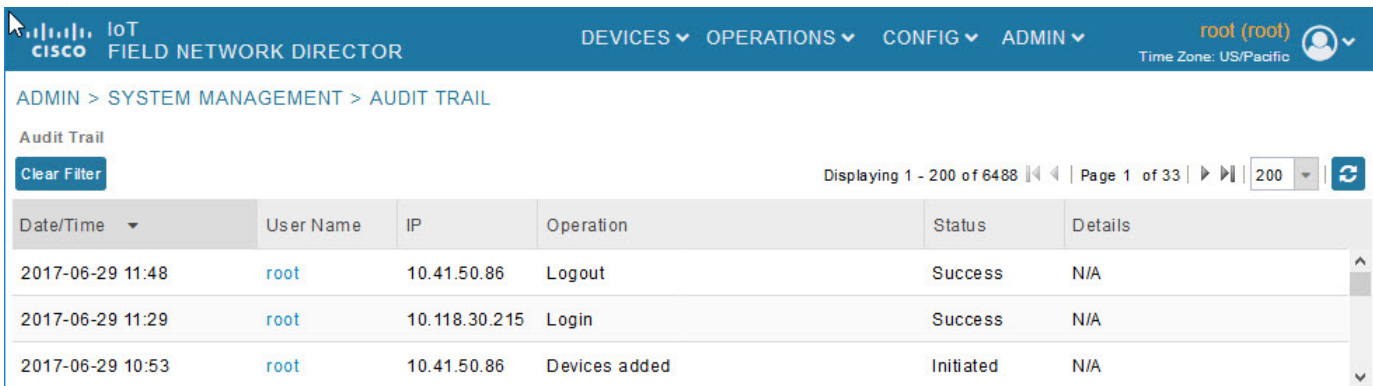 CISCO IoT
FIELD NETWORK DIRECTOR
DEVICES OPERATIONS CONFIG ADMIN
root (root)
Time Zone: US/Pacific
ADMIN > SYSTEM MANAGEMENT > AUDIT TRAIL
Audit Trail
Clear Filter
Displaying 1 - 200 of 6488 | Page 1 of 33 | 200
Date/Time User Name IP Operation Status Details
2017-06-29 11:48 root 10.41.50.86 Logout Success N/A
2017-06-29 11:29 root 10.118.30.215 Login Success N/A
2017-06-29 10:53 root 10.41.50.86 Devices added Initiated N/A